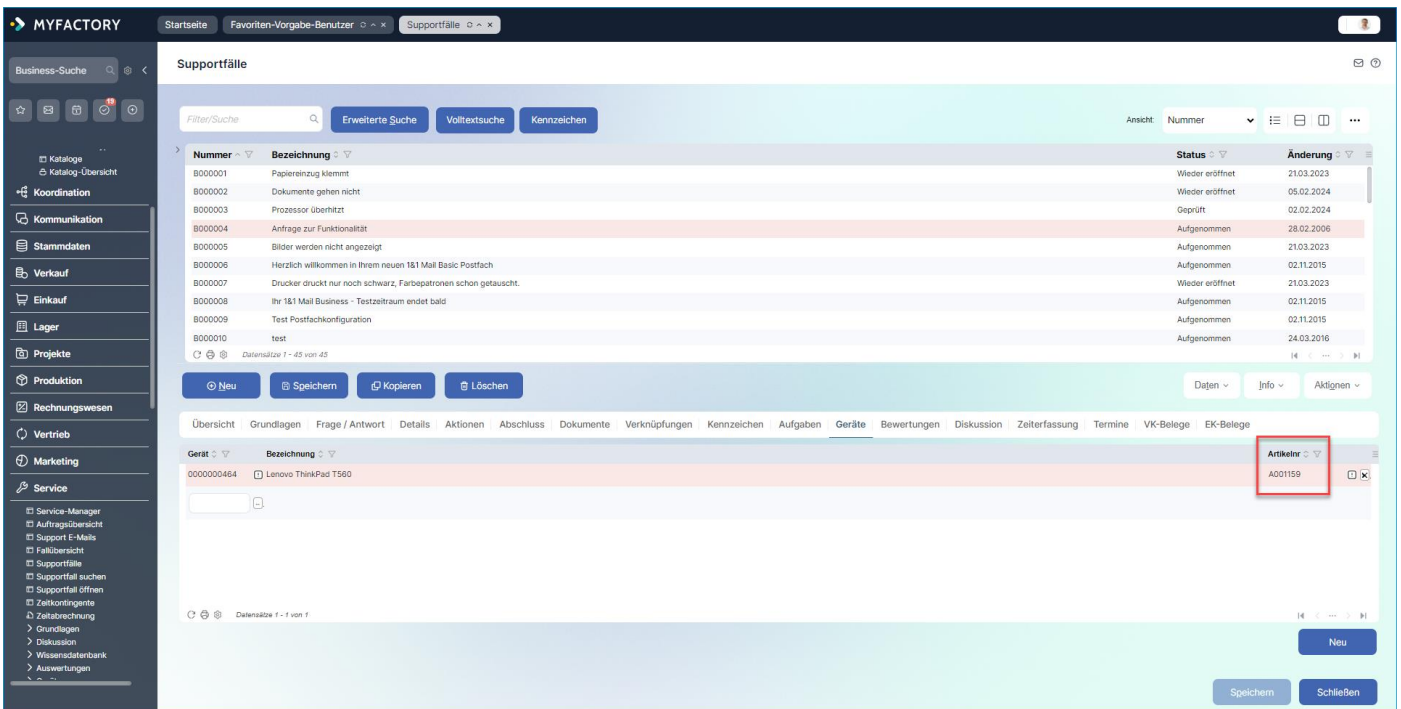 MYFACTORY
Startseite
Favoriten-Vorgabe-Benutzer
Supportfälle
Business-Suche
Supportfälle
19
Filter/Suche
Erweiterte Suche
Volltextsuche
Kennzeichen
Ansicht: Nummer
Kataloge
Katalog-Übersicht
Koordination
Kommunikation
Stammdaten
Verkauf
Einkauf
Lager
Projekte
Produktion
Rechnungswesen
Vertrieb
Marketing
Service
Service-Manager
Auftragsübersicht
Support E-Mails
Fallübersicht
Supportfälle
Supportfall suchen
Supportfall öffnen
Zeitkontingente
Zeitabrechnung
Grundlagen
Diskussion
Wissensdatenbank
Auswertungen
Nummer Bezeichnung Status Änderung
B000001 Papiereinzug klemmt Wieder eröffnet 21.03.2023
B000002 Dokumente gehen nicht Wieder eröffnet 05.02.2024
B000003 Prozessor überhitzt Geprüft 02.02.2024
B000004 Anfrage zur Funktionalität Aufgenommen 28.02.2006
B000005 Bilder werden nicht angezeigt Aufgenommen 21.03.2023
B000006 Herzlich willkommen in Ihrem neuen 1&1 Mail Basic Postfach Aufgenommen 02.11.2015
B000007 Drucker druckt nur noch schwarz, Farbepatronen schon getauscht. Wieder eröffnet 21.03.2023
B000008 Ihr 1&1 Mail Business - Testzeitraum endet bald Aufgenommen 02.11.2015
B000009 Test Postfachkonfiguration Aufgenommen 02.11.2015
B000010 test Aufgenommen 24.03.2016
Datensätze 1 - 45 von 45
Neu Speichern Kopieren Löschen Daten Info Aktionen
Übersicht Grundlagen Frage / Antwort Details Aktionen Abschluss Dokumente Verknüpfungen Kennzeichen Aufgaben Geräte Bewertungen Diskussion Zeiterfassung Termine VK-Belege EK-Belege
Gerät Bezeichnung Artikelnr
0000000464 Lenovo ThinkPad T560 A001159
Datensätze 1 - 1 von 1
Neu
Speichern Schließen